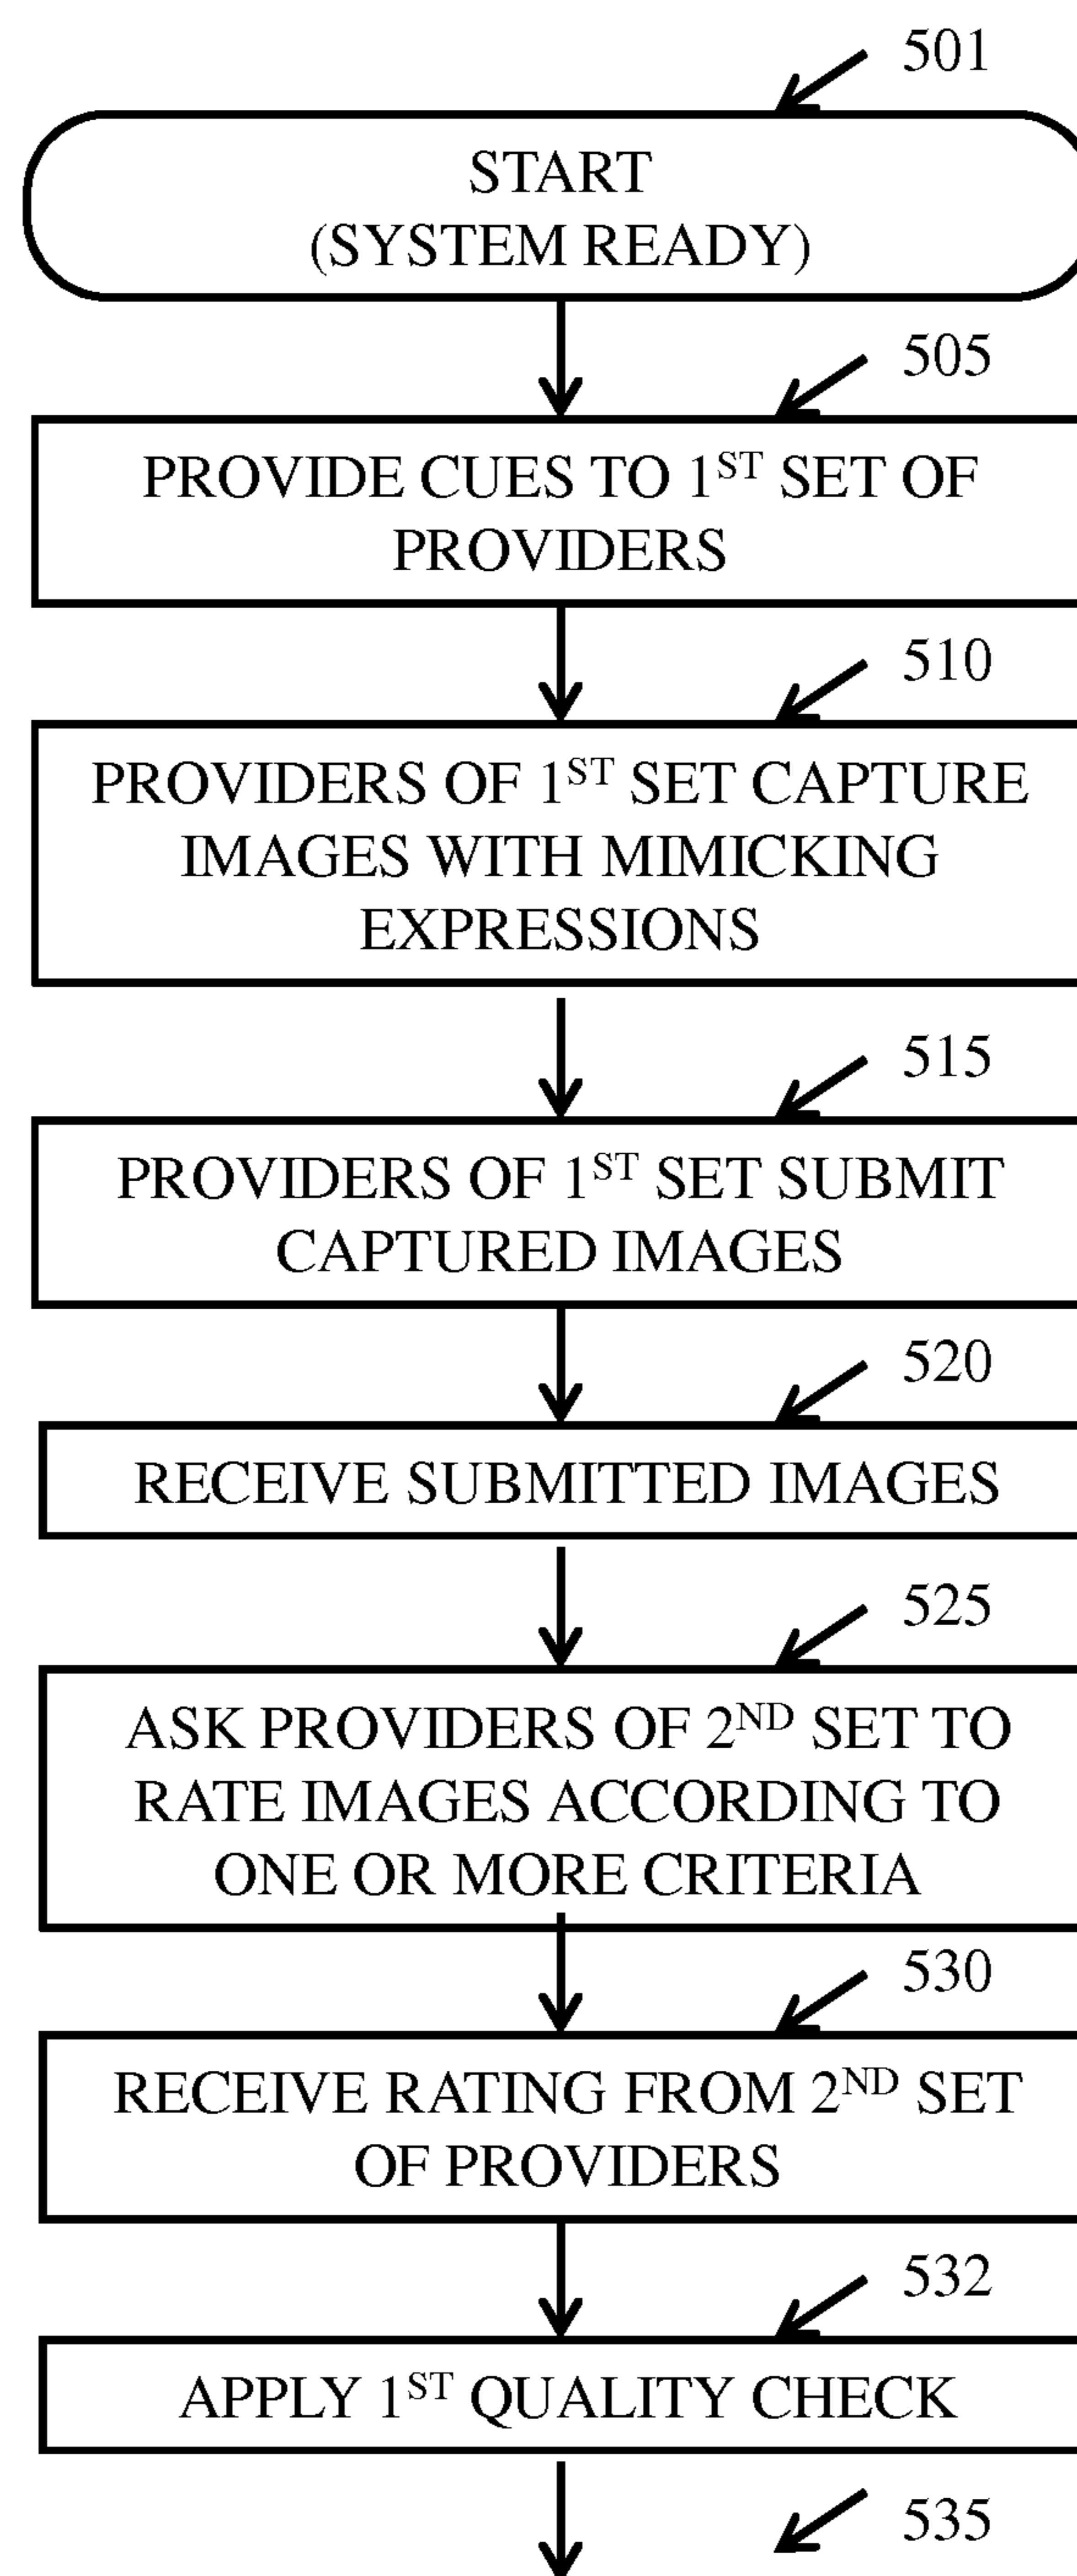 501
START
(SYSTEM READY)
505
PROVIDE CUES TO 1ST SET OF
PROVIDERS
510
PROVIDERS OF 1ST SET CAPTURE
IMAGES WITH MIMICKING
EXPRESSIONS
515
PROVIDERS OF 1ST SET SUBMIT
CAPTURED IMAGES
520
RECEIVE SUBMITTED IMAGES
525
ASK PROVIDERS OF 2ND SET TO
RATE IMAGES ACCORDING TO
ONE OR MORE CRITERIA
530
RECEIVE RATING FROM 2ND SET
OF PROVIDERS
532
APPLY 1ST QUALITY CHECK
535